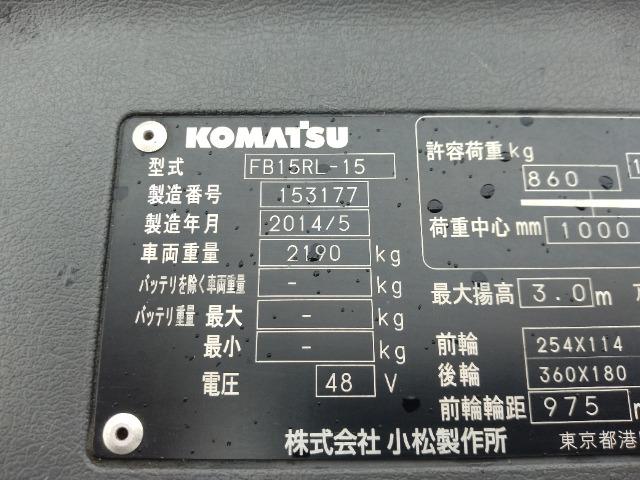 KOMATSU
型式 FB15RL-15
製造番号 153177
製造年月 2014/5
車両重量 2190 kg
バッテリを除く車両重量 - kg
バッテリ重量 最大 - kg
最小 - kg
電圧 48 V
株式会社 小松製作所
許容荷重 kg
860
荷重中心 mm 1000
最大揚高 3.0 m
前輪 254X114
後輪 360X180
前輪輪距 975
東京都港